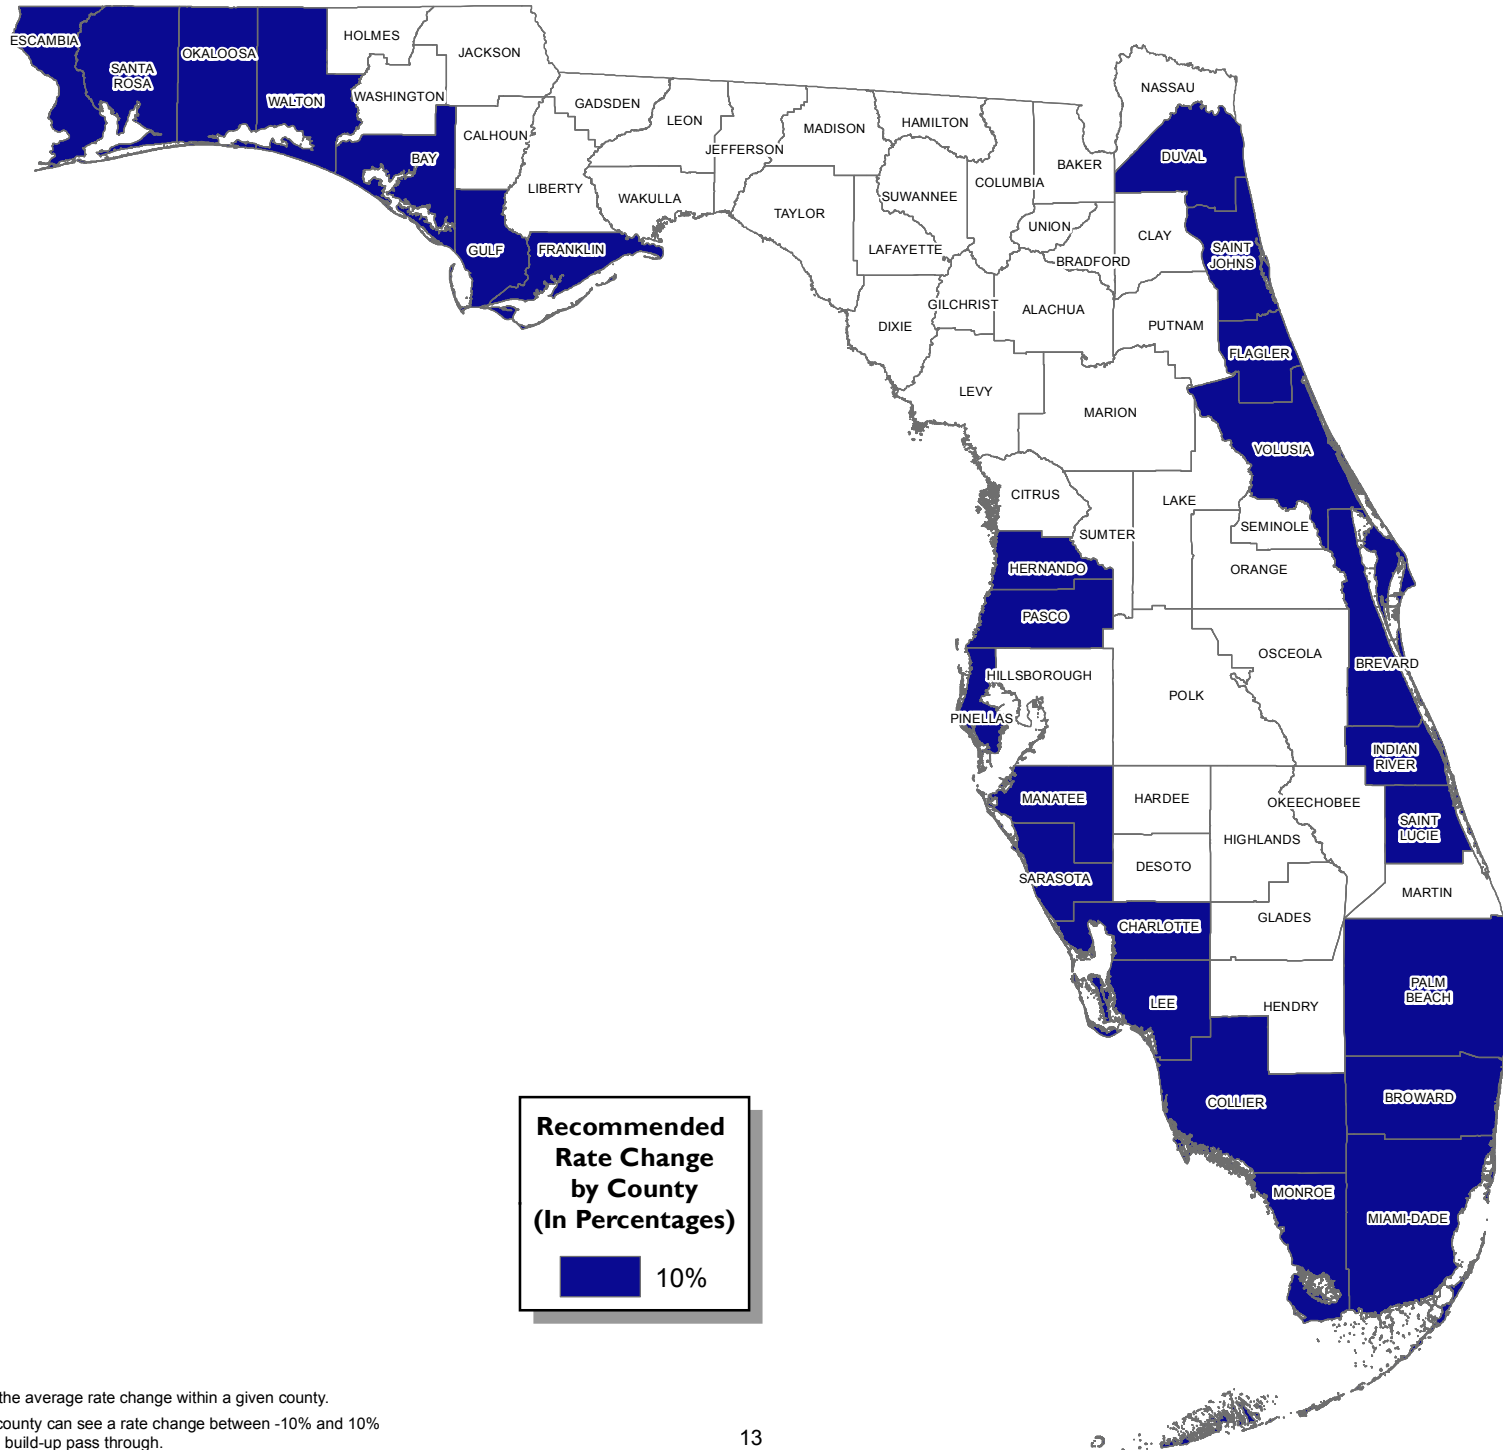 ESCAMBIA
SANTA
ROSA
OKALOOSA
WALTON
HOLMES
JACKSON
WASHINGTON
BAY
CALHOUN
GADSDEN
LEON
JEFFERSON
MADISON
HAMILTON
LIBERTY
WAKULLA
GULF
FRANKLIN
TAYLOR
SUWANNEE
LAFAYETTE
COLUMBIA
BAKER
NASSAU
DUVAL
UNION
BRADFORD
CLAY
SAINT
JOHNS
DIXIE
GILCHRIST
ALACHUA
PUTNAM
FLAGLER
LEVY
MARION
VOLUSIA
CITRUS
SUMTER
LAKE
SEMINOLE
ORANGE
HERNANDO
PASCO
HILLSBOROUGH
PINELLAS
POLK
OSCEOLA
BREVARD
INDIAN
RIVER
MANATEE
HARDEE
OKEECHOBEE
HIGHLANDS
SAINT
LUCIE
SARASOTA
DESOTO
MARTIN
CHARLOTTE
GLADES
LEE
HENDRY
PALM
BEACH
COLLIER
BROWARD
MONROE
MIAMI-DADE
Recommended
Rate Change
by County
(In Percentages)
10%
the average rate change within a given county.
county can see a rate change between -10% and 10%
build-up pass through.
13